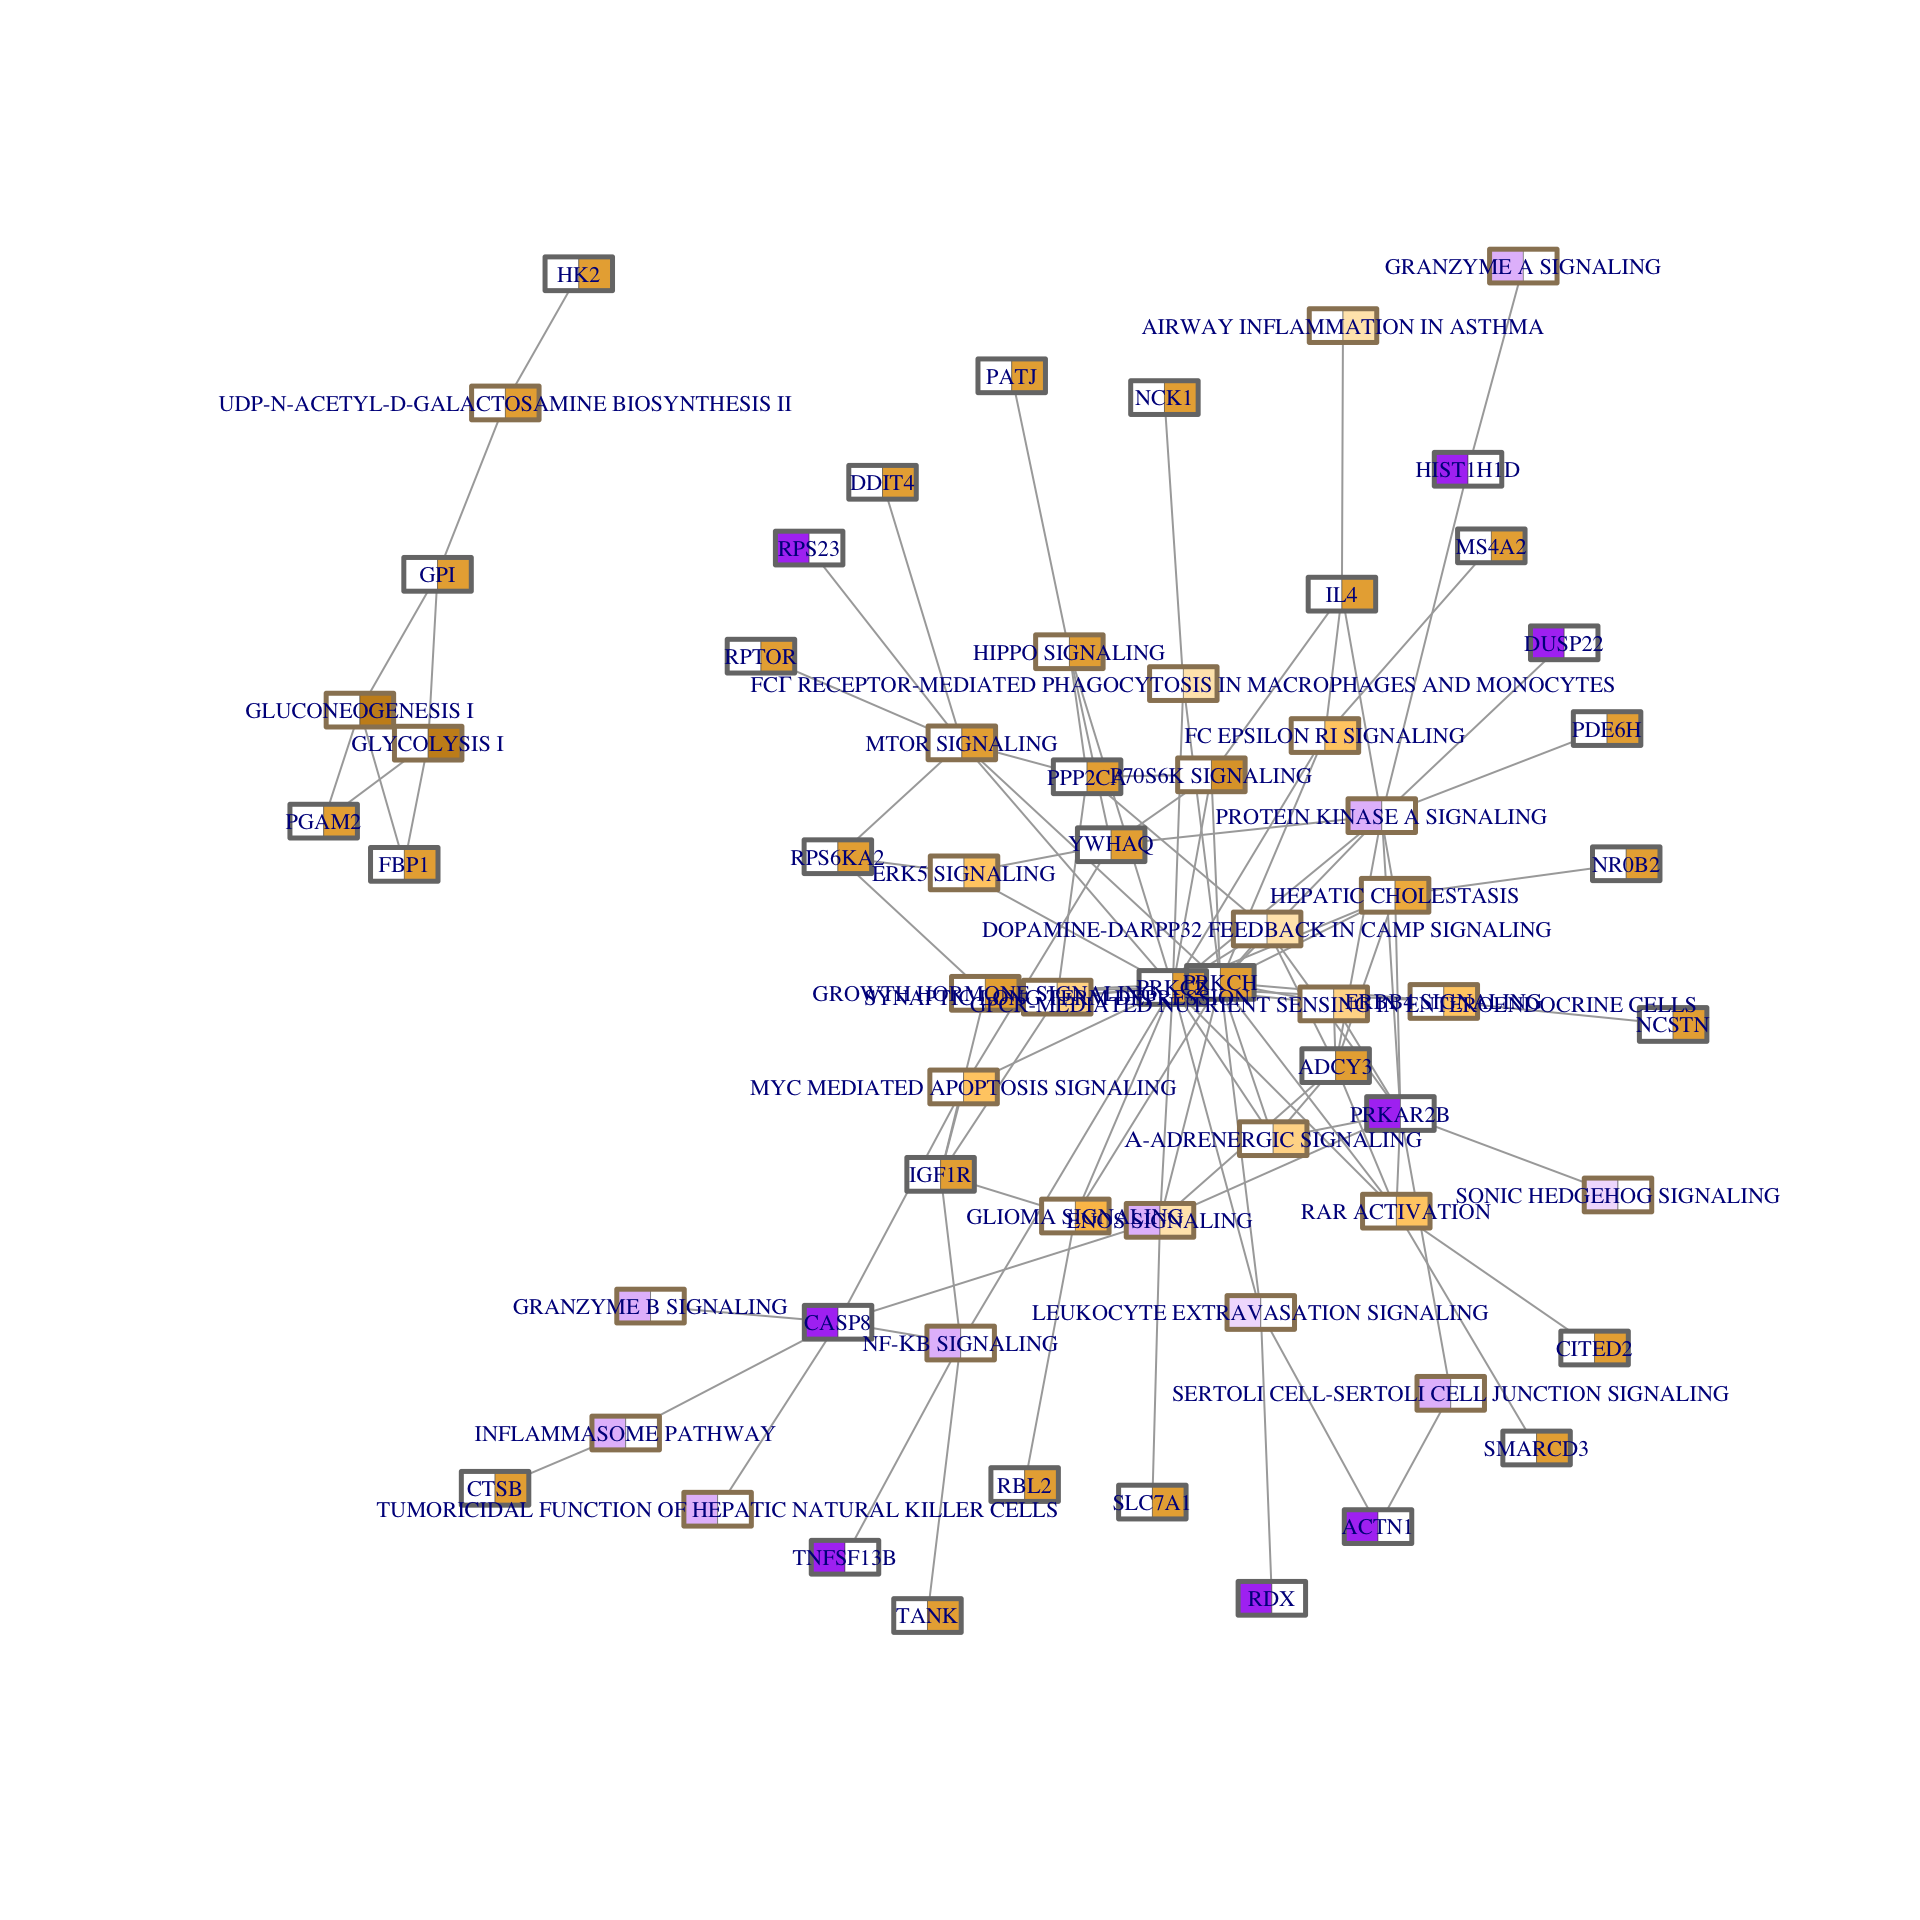 GRANZYME A SIGNALING
HK2
AIRWAY INFLAMMATION IN ASTHMA
PATJ
NCK1
UDP-N-ACETYL-D-GALACTOSAMINE BIOSYNTHESIS II
HIST1H1D
DDIT4
RPS23
MS4A2
GPI
IL4
DUSP22
HIPPO SIGNALING
RPTOR
FCΓ RECEPTOR-MEDIATED PHAGOCYTOSIS IN MACROPHAGES AND MONOCYTES
GLUCONEOGENESIS I
PDE6H
FC EPSILON RI SIGNALING
GLYCOLYSIS I
MTOR SIGNALING
PPP2CA
P70S6K SIGNALING
PROTEIN KINASE A SIGNALING
PGAM2
YWHAQ
RPS6KA2
FBP1
NR0B2
ERK5 SIGNALING
HEPATIC CHOLESTASIS
DOPAMINE-DARPP32 FEEDBACK IN CAMP SIGNALING
PRKCH
GROWTH HORMONE SIGNALING
SYNAPTIC LONG TERM DEPRESSION
ERBB4 SIGNALING
GPCR-MEDIATED NUTRIENT SENSING IN ENTEROENDOCRINE CELLS
NCSTN
ADCY3
MYC MEDIATED APOPTOSIS SIGNALING
PRKAR2B
Α-ADRENERGIC SIGNALING
IGF1R
SONIC HEDGEHOG SIGNALING
RAR ACTIVATION
GLIOMA SIGNALING
ENOS SIGNALING
GRANZYME B SIGNALING
LEUKOCYTE EXTRAVASATION SIGNALING
CASP8
NF-KB SIGNALING
CITED2
SERTOLI CELL-SERTOLI CELL JUNCTION SIGNALING
INFLAMMASOME PATHWAY
SMARCD3
RBL2
CTSB
SLC7A1
TUMORICIDAL FUNCTION OF HEPATIC NATURAL KILLER CELLS
ACTN1
TNFSF13B
RDX
TANK